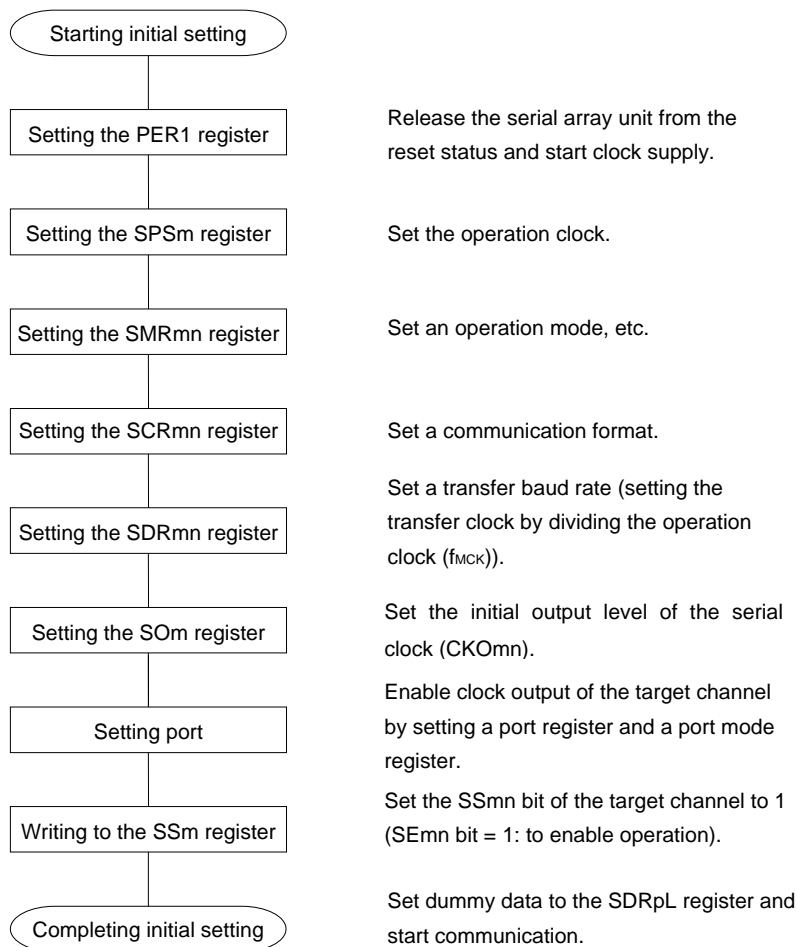 Starting initial setting
Setting the PER1 register
Release the serial array unit from the
reset status and start clock supply.
Setting the SPSm register
Set the operation clock.
Setting the SMRmn register
Set an operation mode, etc.
Setting the SCRmn register
Set a communication format.
Setting the SDRmn register
Set a transfer baud rate (setting the
transfer clock by dividing the operation
clock (fMCK)).
Setting the SOm register
Set the initial output level of the serial
clock (CKOmn).
Setting port
Enable clock output of the target channel
by setting a port register and a port mode
register.
Writing to the SSm register
Set the SSmn bit of the target channel to 1
(SEmn bit = 1: to enable operation).
Completing initial setting
Set dummy data to the SDRpL register and
start communication.